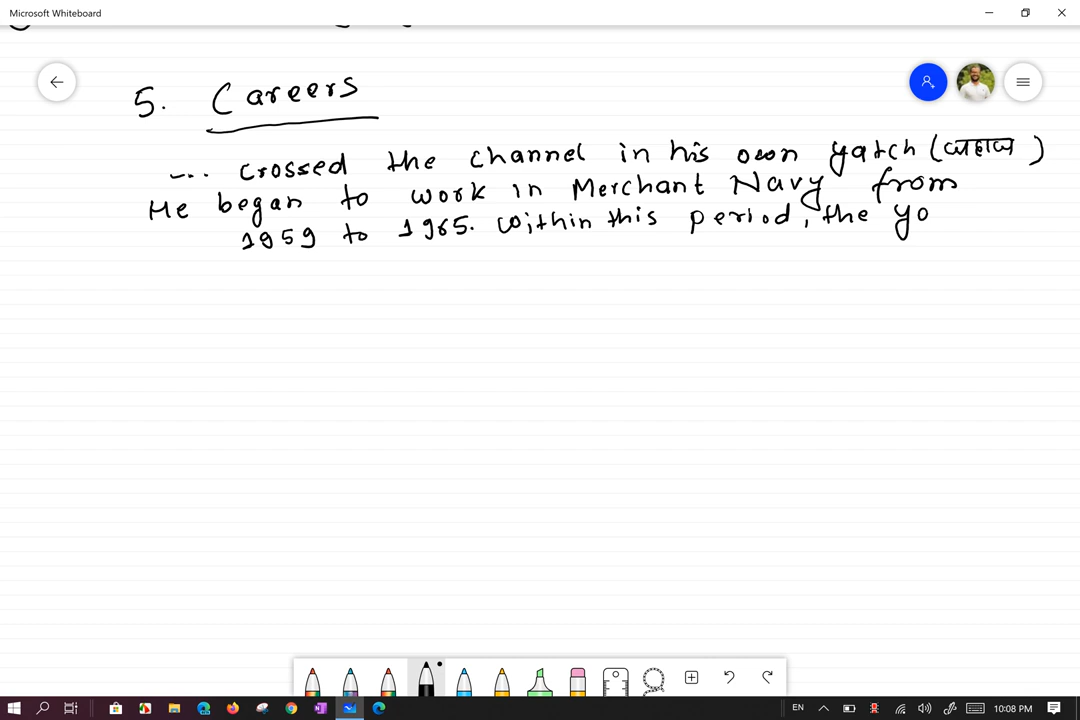 Microsoft Whiteboard
5. Careers
... crossed the channel in his own yatch (जहाज)
He began to work in Merchant Navy from
1959 to 1965. Within this period, the yo
EN
10:08 PM